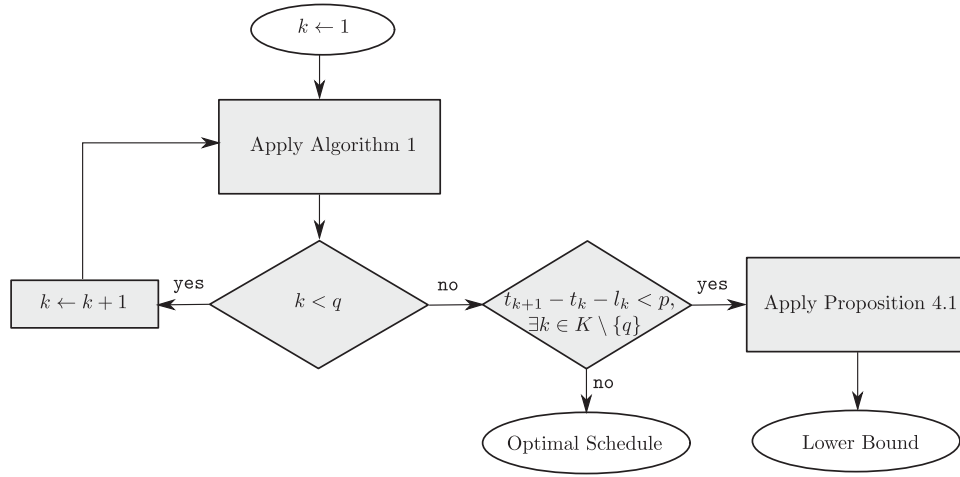 k ← 1
Apply Algorithm 1
yes
no
yes
k ← k + 1
k < q
t_{k+1} − t_k − l_k < p,
∃k ∈ K \ {q}
Apply Proposition 4.1
no
Optimal Schedule
Lower Bound